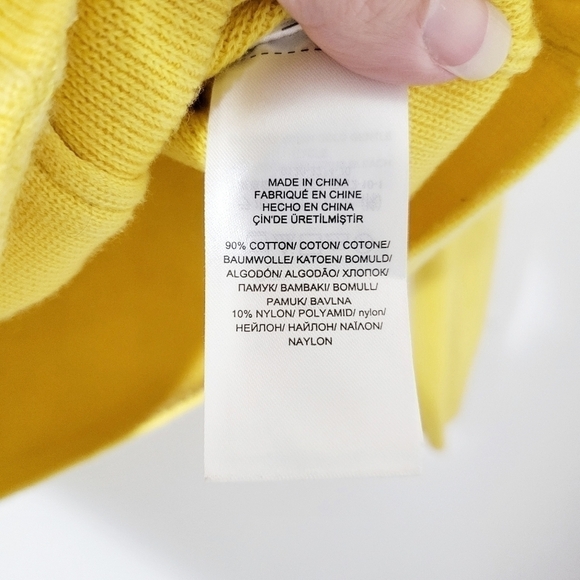 MADE IN CHINA
FABRIQUÉ EN CHINE
HECHO EN CHINA
ÇİN'DE ÜRETİLMİŞTİR
90% COTTON/ COTON/ COTONE/
BAUMWOLLE/ KATOEN/ BOMULD/
ALGODÓN/ ALGODÃO/ ХЛОПОК/
ПАМУК/ BAMBAKI/ BOMULL/
PAMUK/ BAVLNA
10% NYLON/ POLYAMID/ nylon/
НЕЙЛОН/ НАЙЛОН/ ΝΑΪΛΟΝ/
NAYLON